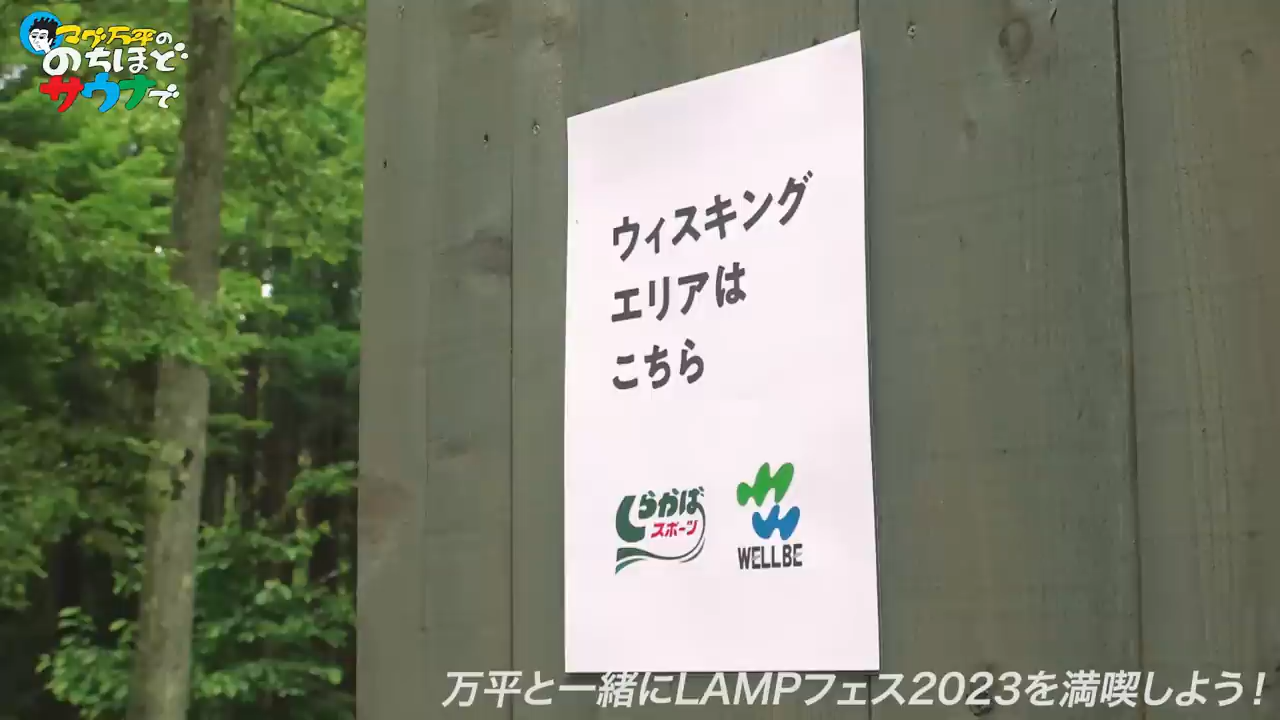 マグ万平の
のちほど
サウナで
ウィスキング
エリアは
こちら
しらかば
スポーツ
WELLBE
万平と一緒にLAMPフェス2023を満喫しよう!